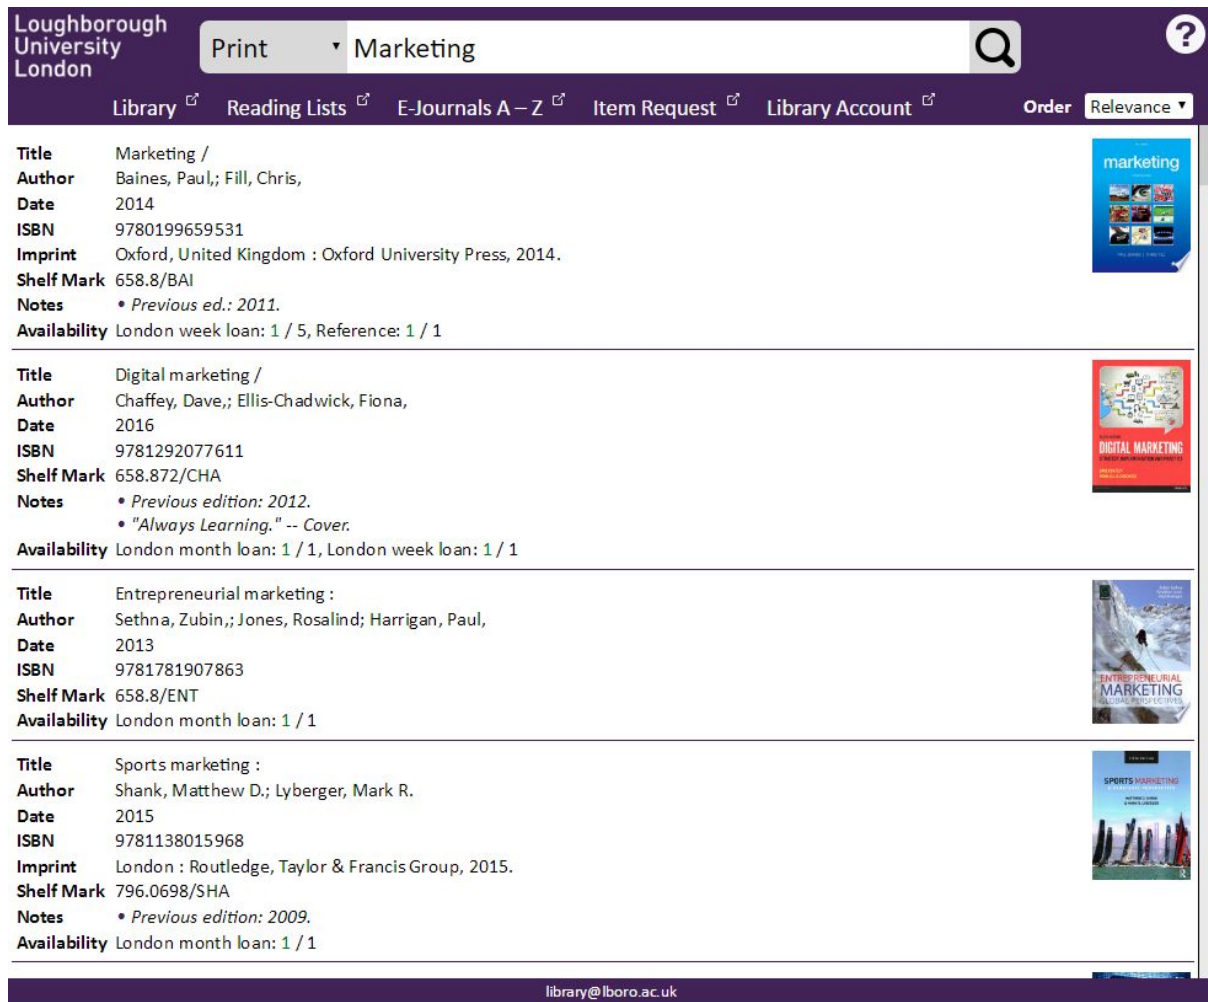 Loughborough
University
London
Print
Marketing
?
Library
Reading Lists
E-Journals A – Z
Item Request
Library Account
Order Relevance
Title Marketing /
Author Baines, Paul,; Fill, Chris,
Date 2014
ISBN 9780199659531
Imprint Oxford, United Kingdom : Oxford University Press, 2014.
Shelf Mark 658.8/BAI
Notes • Previous ed.: 2011.
Availability London week loan: 1 / 5, Reference: 1 / 1
marketing
Title Digital marketing /
Author Chaffey, Dave,; Ellis-Chadwick, Fiona,
Date 2016
ISBN 9781292077611
Shelf Mark 658.872/CHA
Notes • Previous edition: 2012.
• "Always Learning." -- Cover.
Availability London month loan: 1 / 1, London week loan: 1 / 1
DIGITAL MARKETING
Title Entrepreneurial marketing :
Author Sethna, Zubin,; Jones, Rosalind; Harrigan, Paul,
Date 2013
ISBN 9781781907863
Shelf Mark 658.8/ENT
Availability London month loan: 1 / 1
ENTREPRENEURIAL
MARKETING
GLOBAL PERSPECTIVES
Title Sports marketing :
Author Shank, Matthew D.; Lyberger, Mark R.
Date 2015
ISBN 9781138015968
Imprint London : Routledge, Taylor & Francis Group, 2015.
Shelf Mark 796.0698/SHA
Notes • Previous edition: 2009.
Availability London month loan: 1 / 1
SPORTS MARKETING
library@lboro.ac.uk